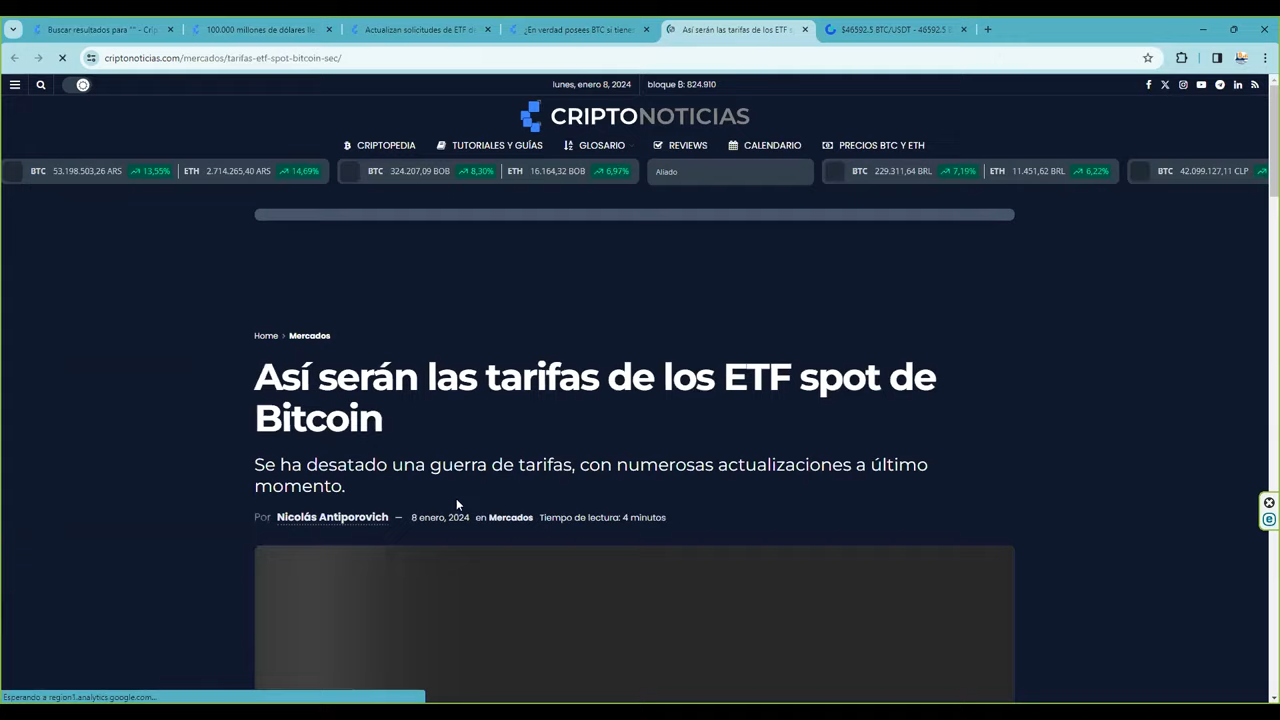 Buscar resultados para "" - Crip
100.000 millones de dólares lle
Actualizan solicitudes de ETF d
¿En verdad posees BTC si tiene
Así serán las tarifas de los ETF s
$46592.5 BTC/USDT - 46592.5 B
criptonoticias.com/mercados/tarifas-etf-spot-bitcoin-sec/
lunes, enero 8, 2024
bloque B: 824.910
CRIPTONOTICIAS
CRIPTOPEDIA
TUTORIALES Y GUÍAS
GLOSARIO
REVIEWS
CALENDARIO
PRECIOS BTC Y ETH
BTC 53.198.503,26 ARS 13,55% ETH 2.714.265,40 ARS 14,69%
BTC 324.207,09 BOB 8,30% ETH 16.164,32 BOB 6,97%
Aliado
BTC 229.311,64 BRL 7,19% ETH 11.451,62 BRL 6,22%
BTC 42.099.127,11 CLP
Home > Mercados
Así serán las tarifas de los ETF spot de
Bitcoin
Se ha desatado una guerra de tarifas, con numerosas actualizaciones a último
momento.
Por Nicolás Antiporovich — 8 enero, 2024 en Mercados Tiempo de lectura: 4 minutos
Esperando a region1.analytics.google.com...